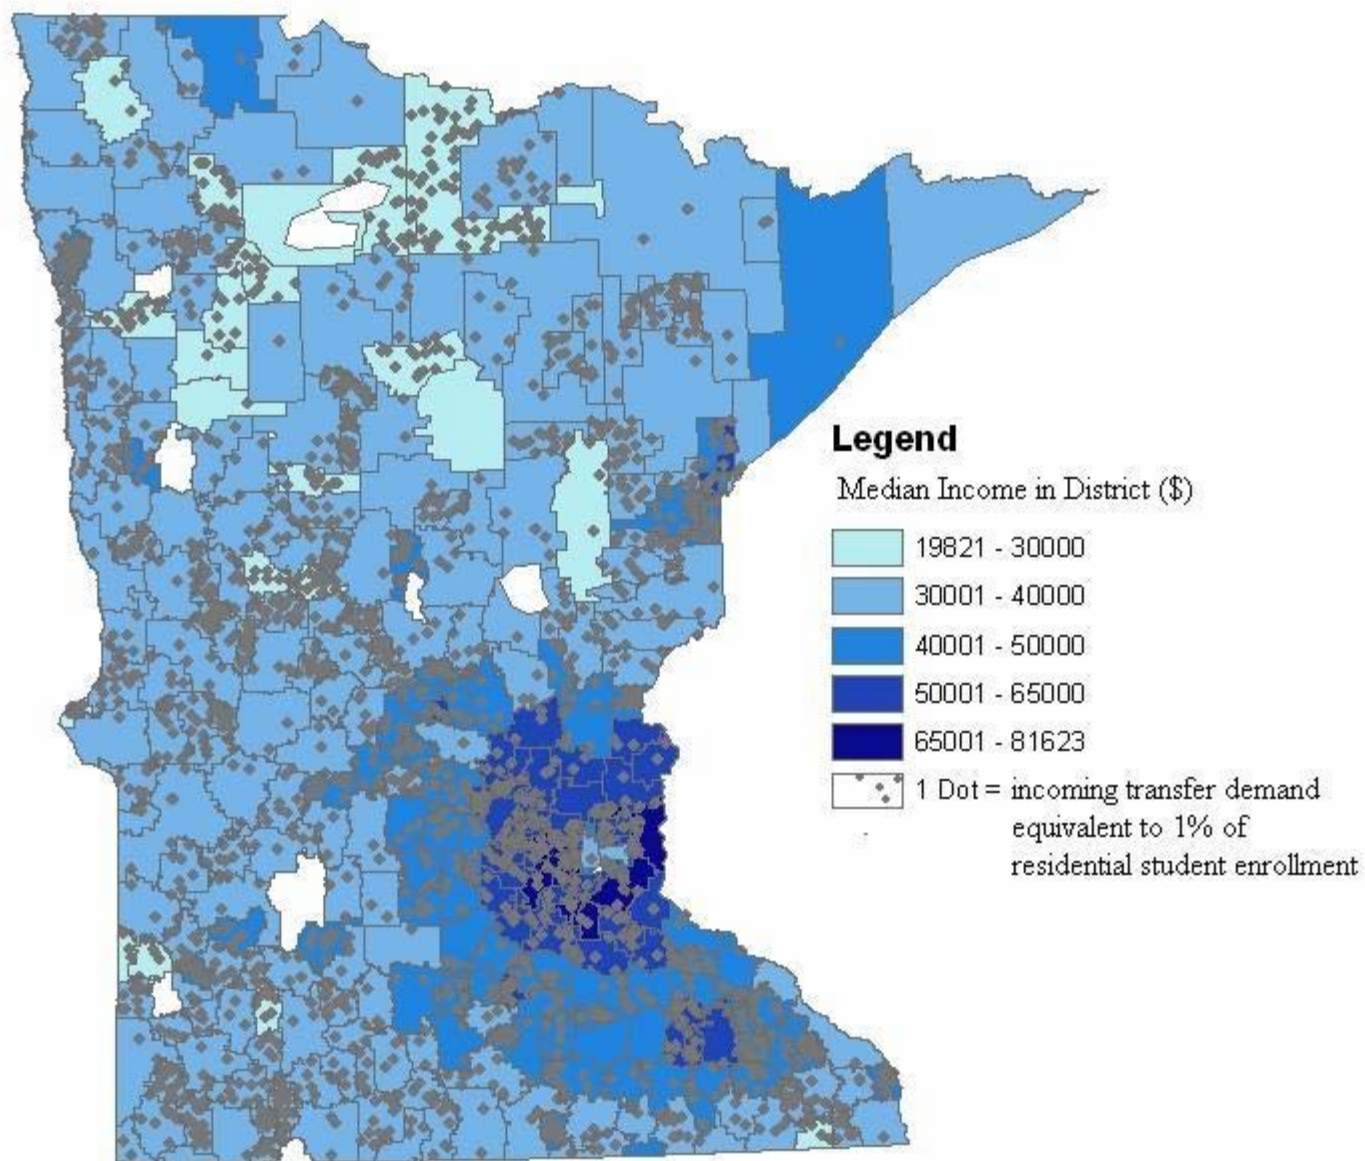 Legend
Median Income in District ($)
19821 - 30000
30001 - 40000
40001 - 50000
50001 - 65000
65001 - 81623
1 Dot = incoming transfer demand
equivalent to 1% of
residential student enrollment